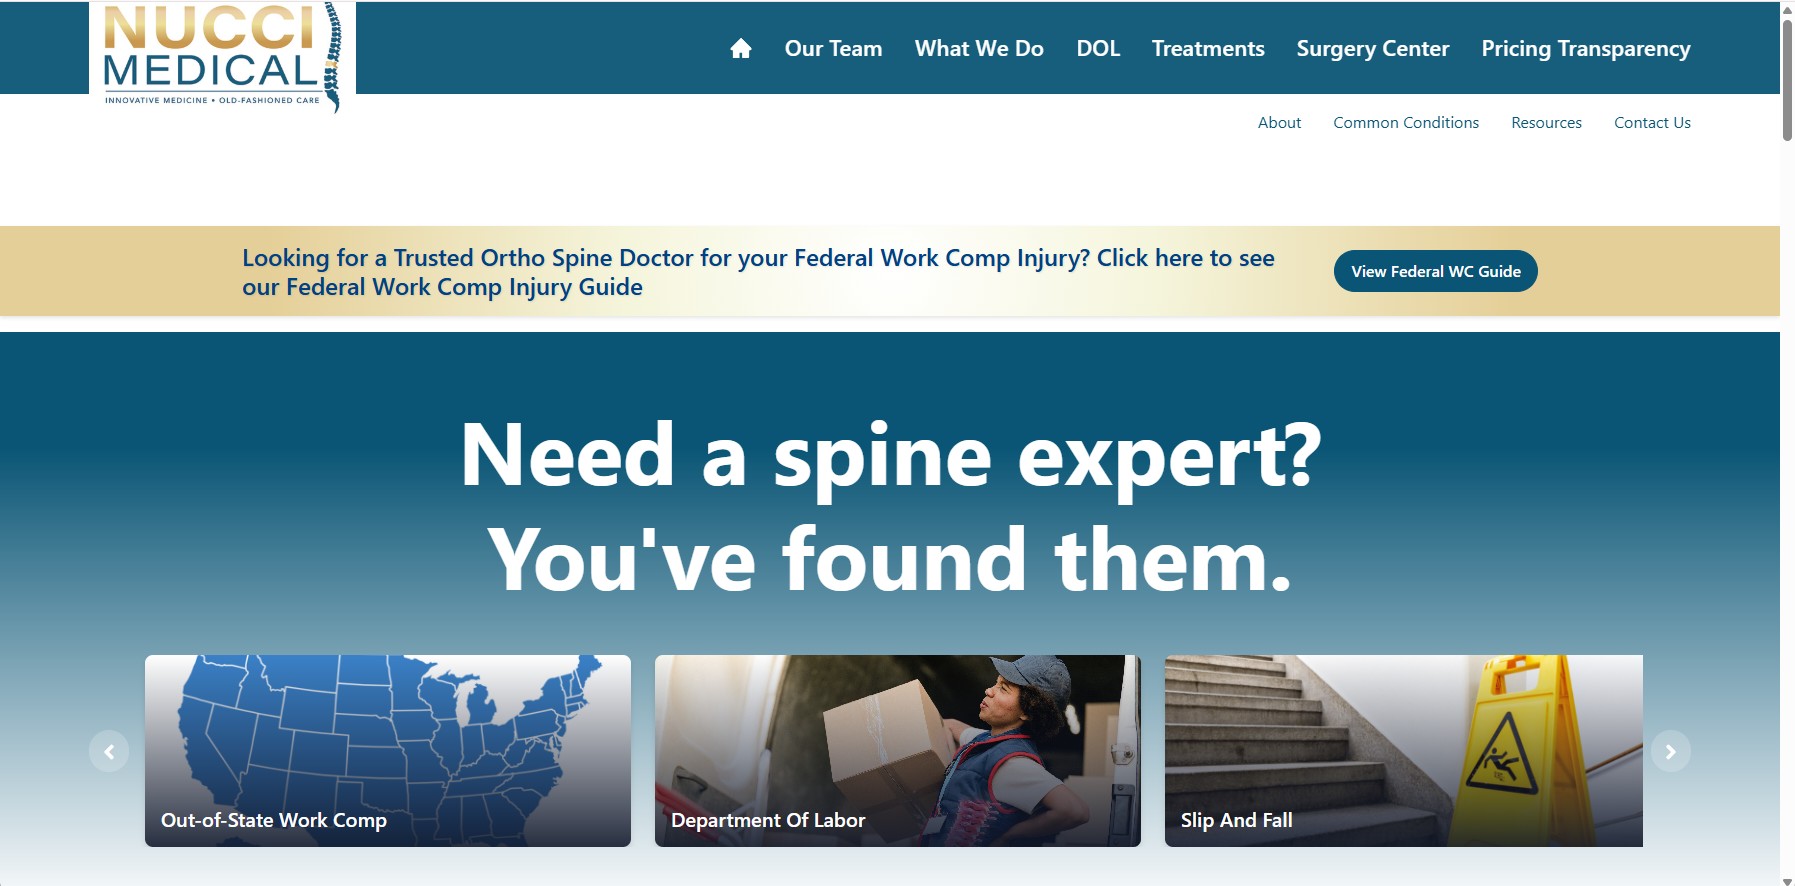 NUCCI
MEDICAL
INNOVATIVE MEDICINE • OLD-FASHIONED CARE
Our Team
What We Do
DOL
Treatments
Surgery Center
Pricing Transparency
About
Common Conditions
Resources
Contact Us
Looking for a Trusted Ortho Spine Doctor for your Federal Work Comp Injury? Click here to see
our Federal Work Comp Injury Guide
View Federal WC Guide
Need a spine expert?
You've found them.
Out-of-State Work Comp
Department Of Labor
Slip And Fall